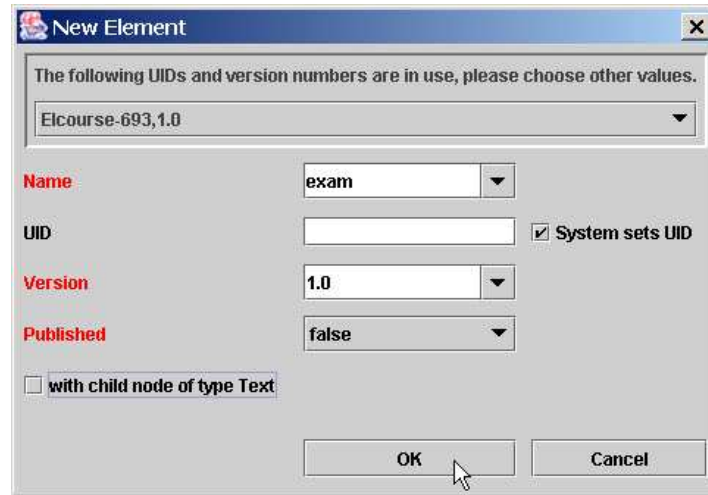 New Element
The following UIDs and version numbers are in use, please choose other values.
Elcourse-693,1.0
Name exam
UID System sets UID
Version 1.0
Published false
with child node of type Text
OK Cancel